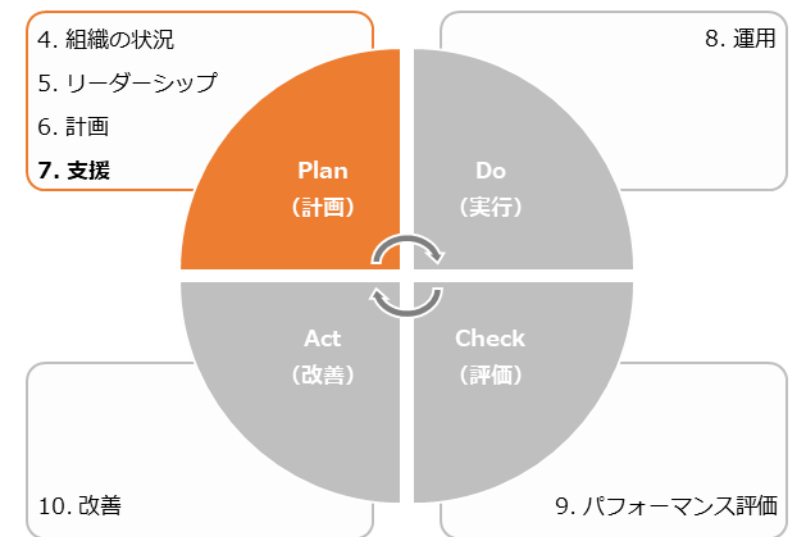 4. 組織の状況
5. リーダーシップ
6. 計画
7. 支援
Plan
（計画）
8. 運用
Do
（実行）
Act
（改善）
10. 改善
Check
（評価）
9. パフォーマンス評価